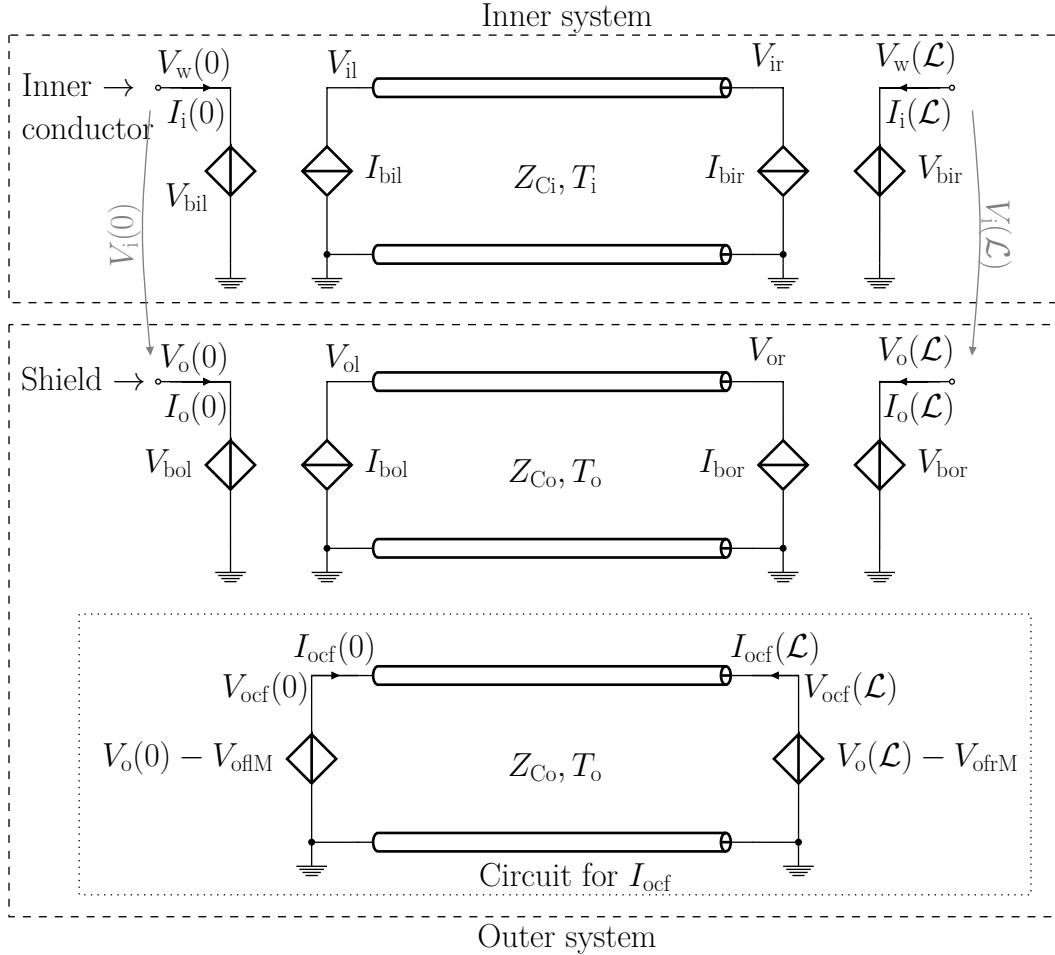 Inner system
V_w(0) V_il V_ir V_w(𝓛)
Inner →
conductor
I_i(0) I_i(𝓛)
V_bil I_bil Z_Ci, T_i I_bir V_bir
V_i(0) V_i(𝓛)
V_o(0) V_ol V_or V_o(𝓛)
Shield →
I_o(0) I_o(𝓛)
V_bol I_bol Z_Co, T_o I_bor V_bor
I_ocf(0) I_ocf(𝓛)
V_ocf(0) V_ocf(𝓛)
V_o(0) − V_oflM Z_Co, T_o V_o(𝓛) − V_ofrM
Circuit for I_ocf
Outer system